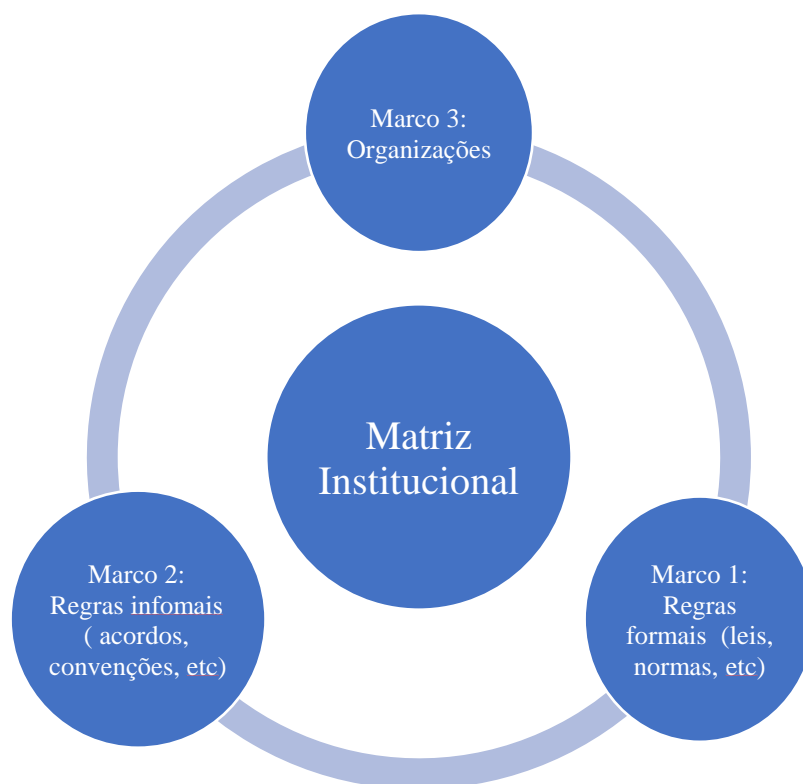 Marco 3:
Organizações
Matriz
Institucional
Marco 2:
Regras infomais
( acordos,
convenções, etc)
Marco 1:
Regras
formais (leis,
normas, etc)